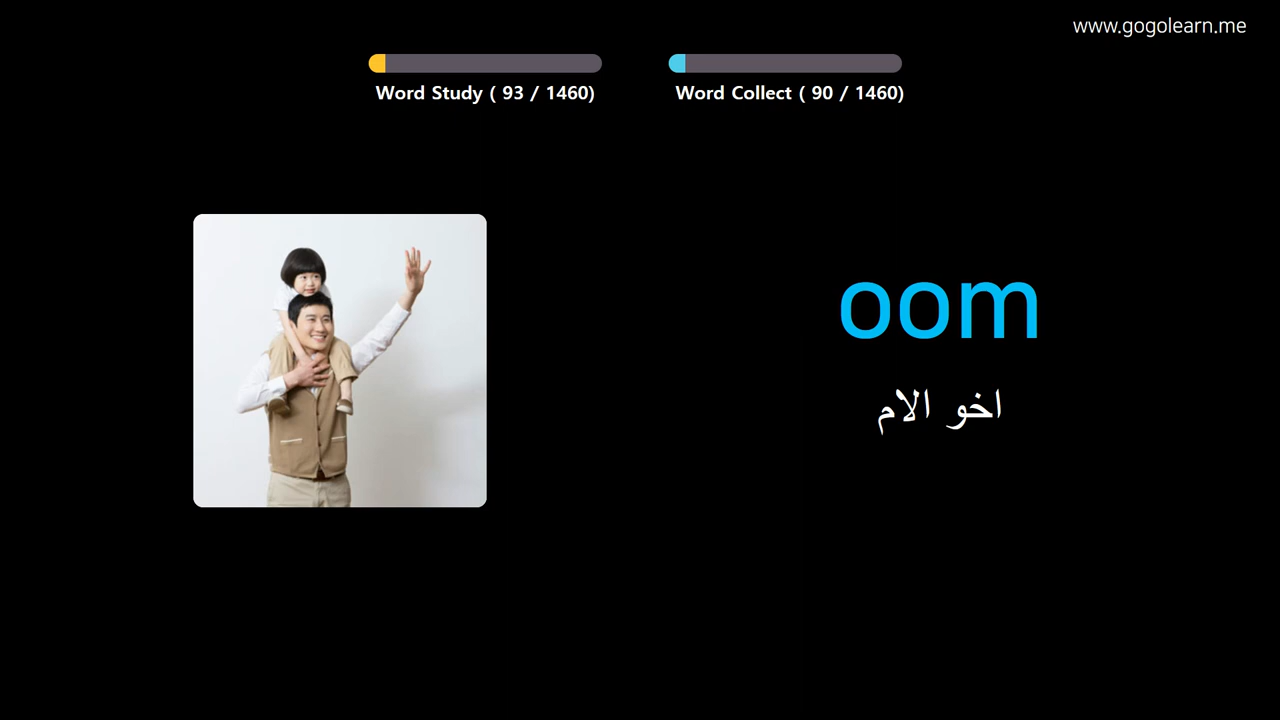 www.gogolearn.me
Word Study ( 93 / 1460)
Word Collect ( 90 / 1460)
oom
اخو الام